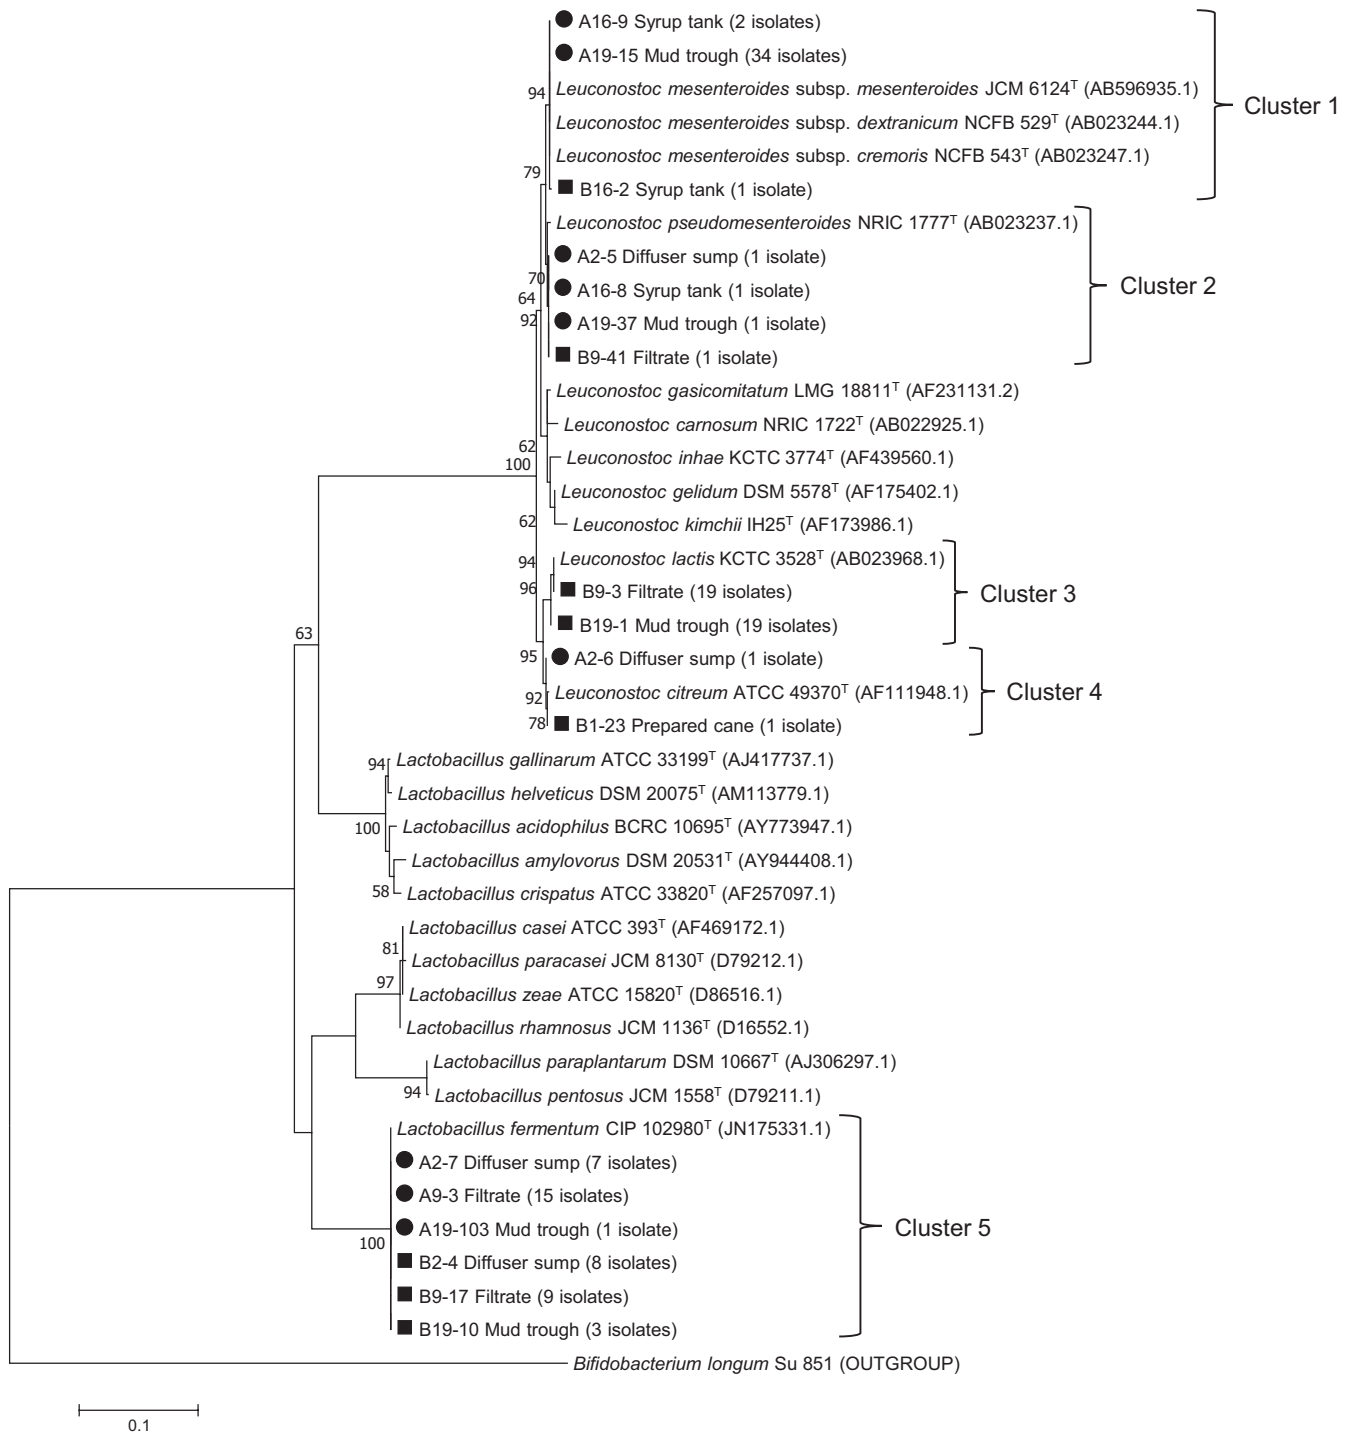 A16-9 Syrup tank (2 isolates)
A19-15 Mud trough (34 isolates)
94
Leuconostoc mesenteroides subsp. mesenteroides JCM 6124ᵀ (AB596935.1)
Cluster 1
Leuconostoc mesenteroides subsp. dextranicum NCFB 529ᵀ (AB023244.1)
Leuconostoc mesenteroides subsp. cremoris NCFB 543ᵀ (AB023247.1)
79
B16-2 Syrup tank (1 isolate)
Leuconostoc pseudomesenteroides NRIC 1777ᵀ (AB023237.1)
A2-5 Diffuser sump (1 isolate)
70
A16-8 Syrup tank (1 isolate)
Cluster 2
64
92
A19-37 Mud trough (1 isolate)
B9-41 Filtrate (1 isolate)
Leuconostoc gasicomitatum LMG 18811ᵀ (AF231131.2)
Leuconostoc carnosum NRIC 1722ᵀ (AB022925.1)
62
100
Leuconostoc inhae KCTC 3774ᵀ (AF439560.1)
Leuconostoc gelidum DSM 5578ᵀ (AF175402.1)
62
Leuconostoc kimchii IH25ᵀ (AF173986.1)
94
Leuconostoc lactis KCTC 3528ᵀ (AB023968.1)
96
B9-3 Filtrate (19 isolates)
Cluster 3
B19-1 Mud trough (19 isolates)
63
95
A2-6 Diffuser sump (1 isolate)
92
Leuconostoc citreum ATCC 49370ᵀ (AF111948.1)
Cluster 4
78
B1-23 Prepared cane (1 isolate)
94
Lactobacillus gallinarum ATCC 33199ᵀ (AJ417737.1)
Lactobacillus helveticus DSM 20075ᵀ (AM113779.1)
100
Lactobacillus acidophilus BCRC 10695ᵀ (AY773947.1)
Lactobacillus amylovorus DSM 20531ᵀ (AY944408.1)
58
Lactobacillus crispatus ATCC 33820ᵀ (AF257097.1)
Lactobacillus casei ATCC 393ᵀ (AF469172.1)
81
Lactobacillus paracasei JCM 8130ᵀ (D79212.1)
97
Lactobacillus zeae ATCC 15820ᵀ (D86516.1)
Lactobacillus rhamnosus JCM 1136ᵀ (D16552.1)
Lactobacillus paraplantarum DSM 10667ᵀ (AJ306297.1)
94
Lactobacillus pentosus JCM 1558ᵀ (D79211.1)
Lactobacillus fermentum CIP 102980ᵀ (JN175331.1)
A2-7 Diffuser sump (7 isolates)
A9-3 Filtrate (15 isolates)
A19-103 Mud trough (1 isolate)
Cluster 5
100
B2-4 Diffuser sump (8 isolates)
B9-17 Filtrate (9 isolates)
B19-10 Mud trough (3 isolates)
Bifidobacterium longum Su 851 (OUTGROUP)
0.1